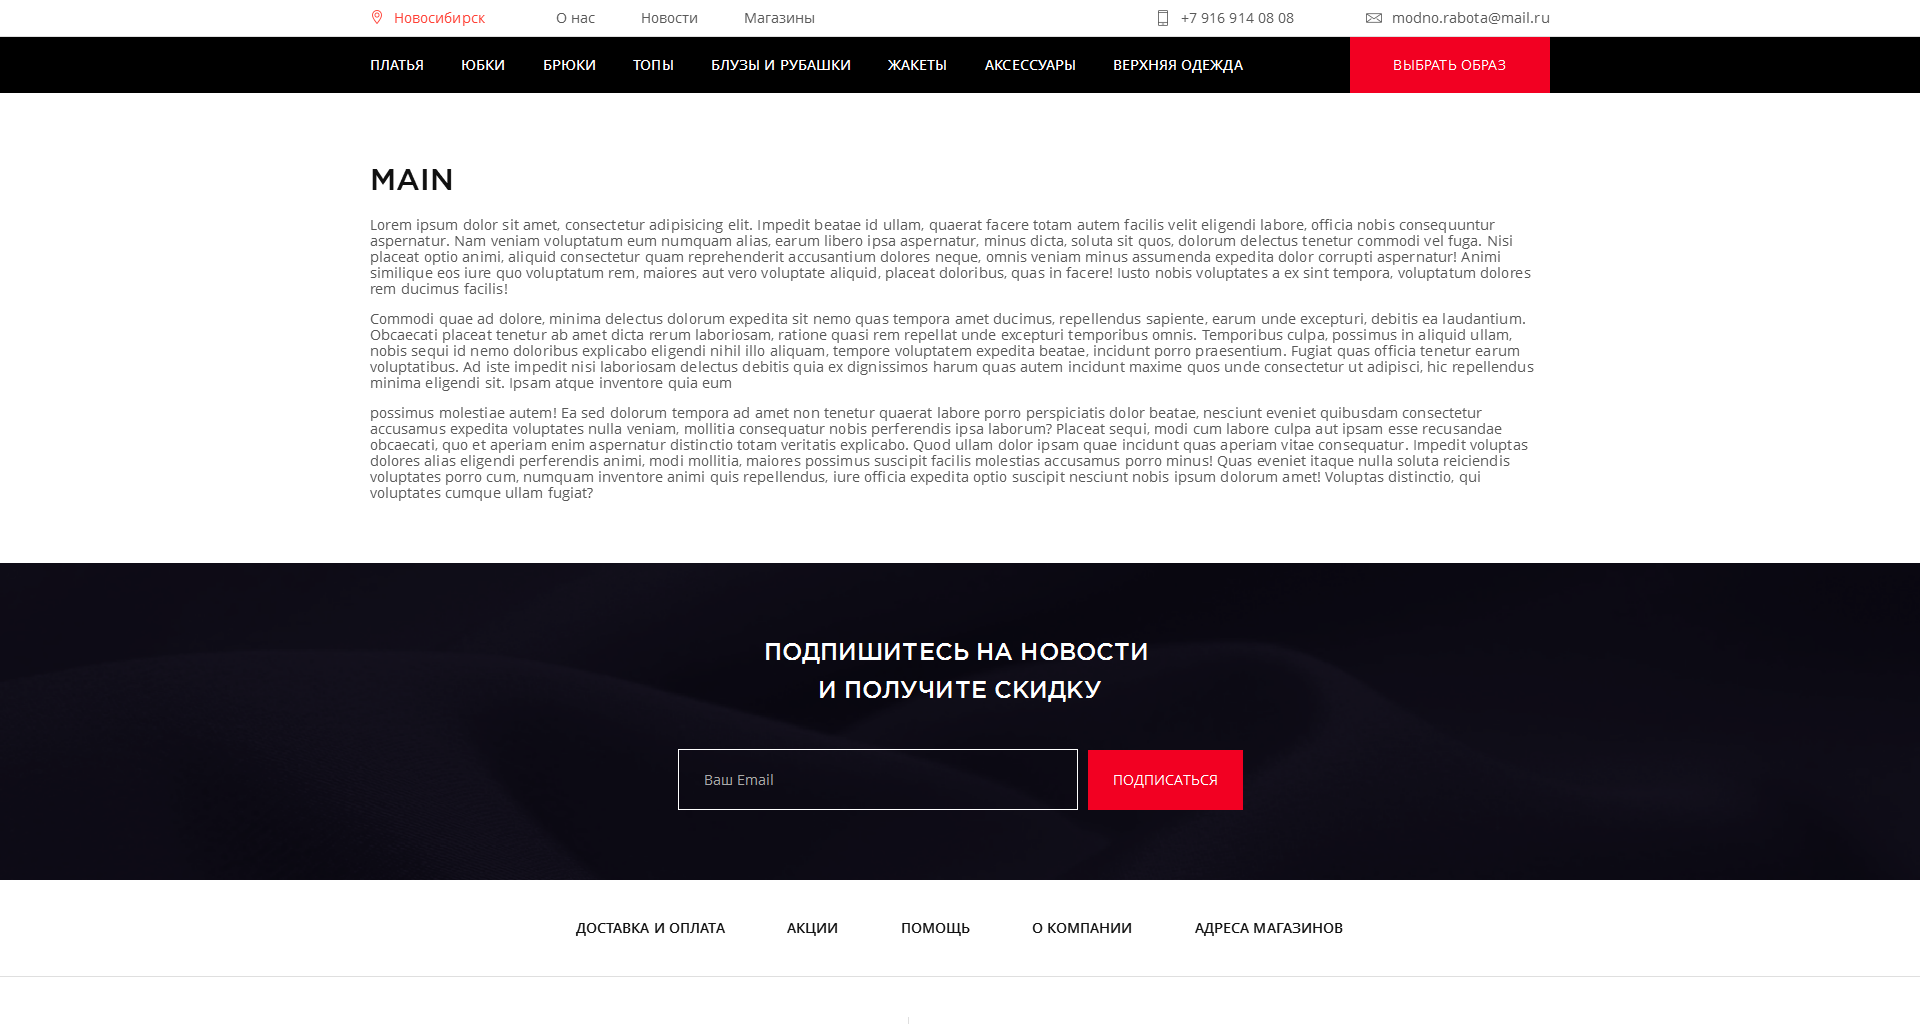 Новосибирск О нас Новости Магазины +7 916 914 08 08 modno.rabota@mail.ru
ПЛАТЬЯ ЮБКИ БРЮКИ ТОПЫ БЛУЗЫ И РУБАШКИ ЖАКЕТЫ АКСЕССУАРЫ ВЕРХНЯЯ ОДЕЖДА ВЫБРАТЬ ОБРАЗ
MAIN
Lorem ipsum dolor sit amet, consectetur adipisicing elit. Impedit beatae id ullam, quaerat facere totam autem facilis velit eligendi labore, officia nobis consequuntur
aspernatur. Nam veniam voluptatum eum numquam alias, earum libero ipsa aspernatur, minus dicta, soluta sit quos, dolorum delectus tenetur commodi vel fuga. Nisi
placeat optio animi, aliquid consectetur quam reprehenderit accusantium dolores neque, omnis veniam minus assumenda expedita dolor corrupti aspernatur! Animi
similique eos iure quo voluptatum rem, maiores aut vero voluptate aliquid, placeat doloribus, quas in facere! Iusto nobis voluptates a ex sint tempora, voluptatum dolores
rem ducimus facilis!
Commodi quae ad dolore, minima delectus dolorum expedita sit nemo quas tempora amet ducimus, repellendus sapiente, earum unde excepturi, debitis ea laudantium.
Obcaecati placeat tenetur ab amet dicta rerum laboriosam, ratione quasi rem repellat unde excepturi temporibus omnis. Temporibus culpa, possimus in aliquid ullam,
nobis sequi id nemo doloribus explicabo eligendi nihil illo aliquam, tempore voluptatem expedita beatae, incidunt porro praesentium. Fugiat quas officia tenetur earum
voluptatibus. Ad iste impedit nisi laboriosam delectus debitis quia ex dignissimos harum quas autem incidunt maxime quos unde consectetur ut adipisci, hic repellendus
minima eligendi sit. Ipsam atque inventore quia eum
possimus molestiae autem! Ea sed dolorum tempora ad amet non tenetur quaerat labore porro perspiciatis dolor beatae, nesciunt eveniet quibusdam consectetur
accusamus expedita voluptates nulla veniam, mollitia consequatur nobis perferendis ipsa laborum? Placeat sequi, modi cum labore culpa aut ipsam esse recusandae
obcaecati, quo et aperiam enim aspernatur distinctio totam veritatis explicabo. Quod ullam dolor ipsam quae incidunt quas aperiam vitae consequatur. Impedit voluptas
dolores alias eligendi perferendis animi, modi mollitia, maiores possimus suscipit facilis molestias accusamus porro minus! Quas eveniet itaque nulla soluta reiciendis
voluptates porro cum, numquam inventore animi quis repellendus, iure officia expedita optio suscipit nesciunt nobis ipsum dolorum amet! Voluptas distinctio, qui
voluptates cumque ullam fugiat?
ПОДПИШИТЕСЬ НА НОВОСТИ
И ПОЛУЧИТЕ СКИДКУ
Ваш Email ПОДПИСАТЬСЯ
ДОСТАВКА И ОПЛАТА АКЦИИ ПОМОЩЬ О КОМПАНИИ АДРЕСА МАГАЗИНОВ